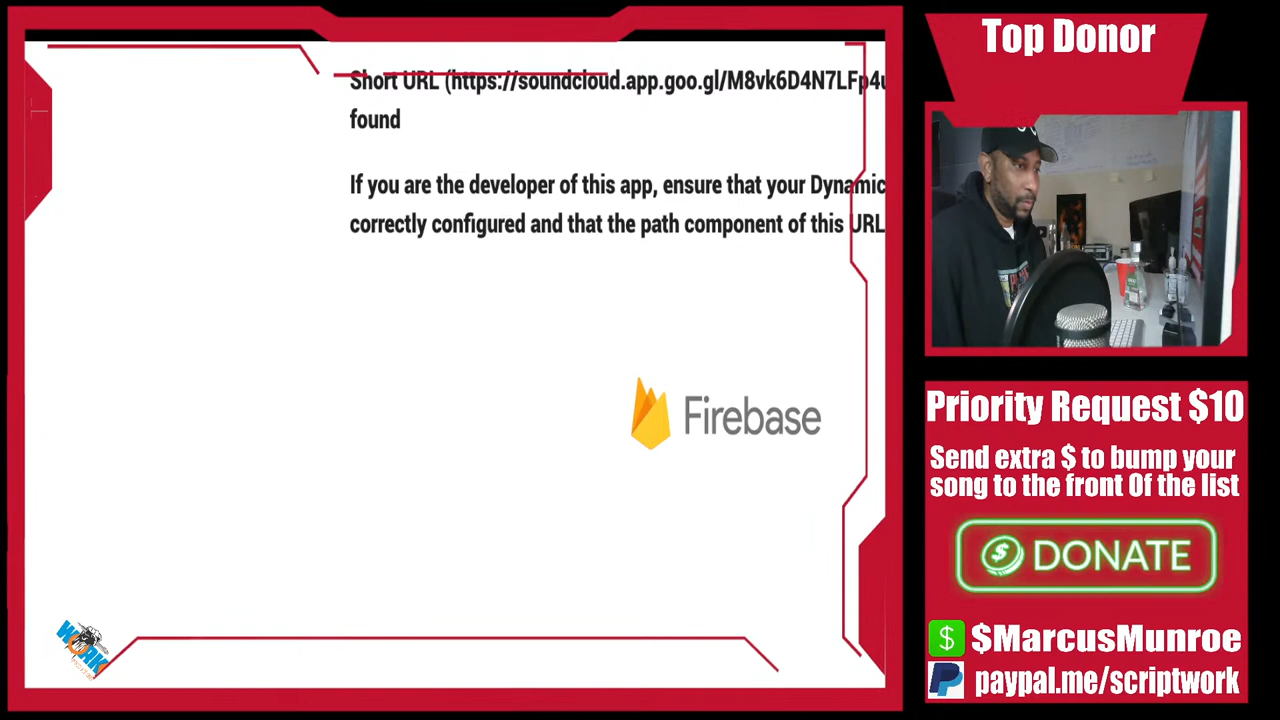 Short URL (https://soundcloud.app.goo.gl/M8vk6D4N7LFp4u
found
If you are the developer of this app, ensure that your Dynamic
correctly configured and that the path component of this URL
Firebase
WORK
Top Donor
Priority Request $10
Send extra $ to bump your
song to the front Of the list
DONATE
$MarcusMunroe
paypal.me/scriptwork